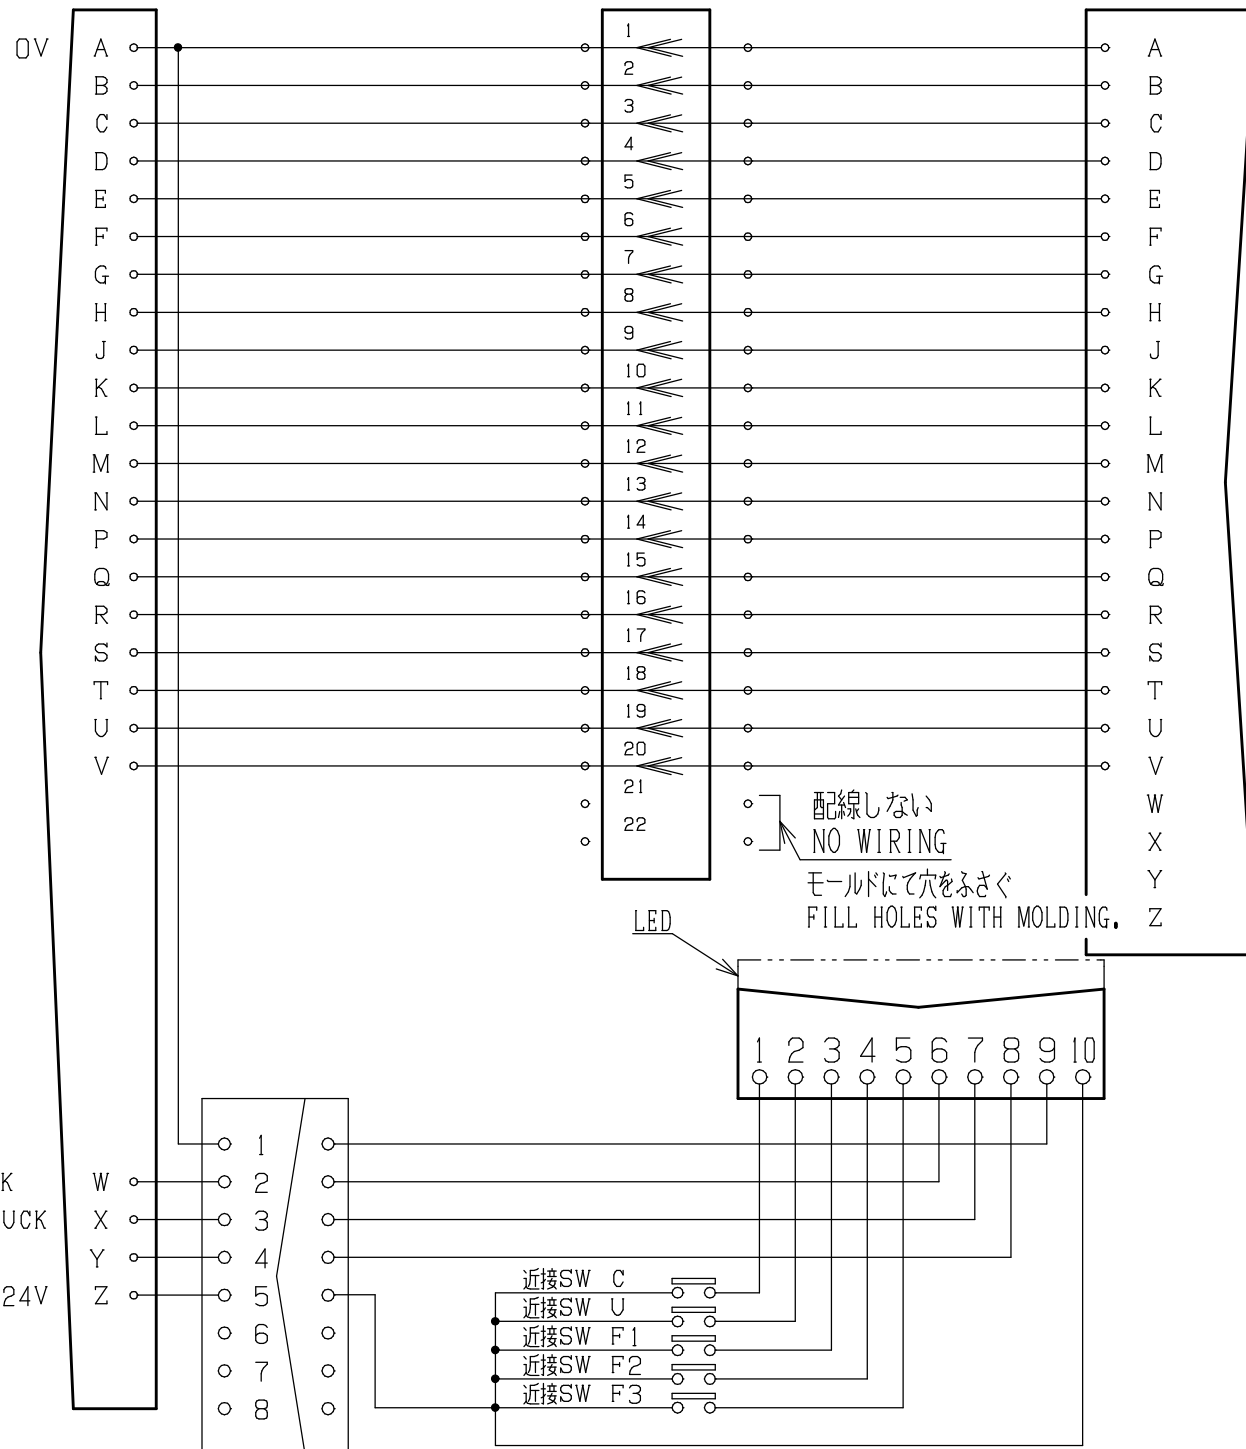 0V A 1 A
B 2 B
C 3 C
D 4 D
E 5 E
F 6 F
G 7 G
H 8 H
J 9 J
K 10 K
L 11 L
M 12 M
N 13 N
P 14 P
Q 15 Q
R 16 R
S 17 S
T 18 T
U 19 U
V 20 V
21 配線しない W
22 NO WIRING X
モールドにて穴をふさぐ Y
FILL HOLES WITH MOLDING. Z
LED
1 2 3 4 5 6 7 8 9 10
1
K W 2
UCK X 3
Y 4
24V Z 5
6
7
8
近接SW C
近接SW U
近接SW F1
近接SW F2
近接SW F3